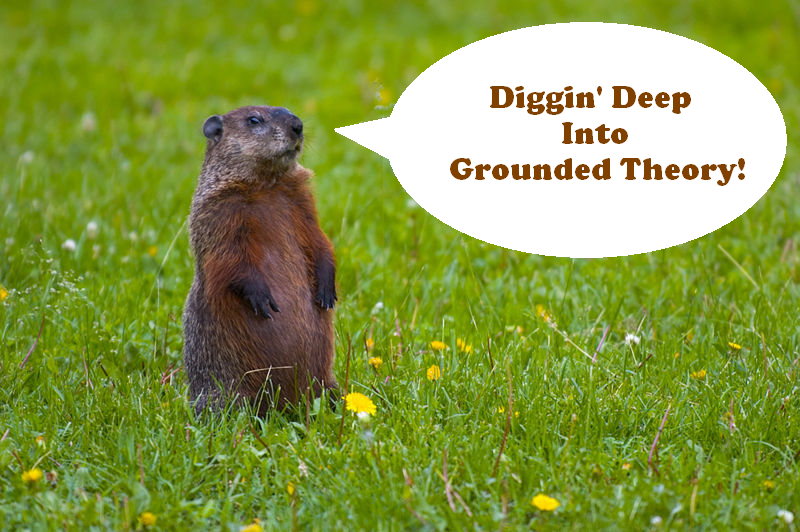 Diggin' Deep
Into
Grounded Theory!